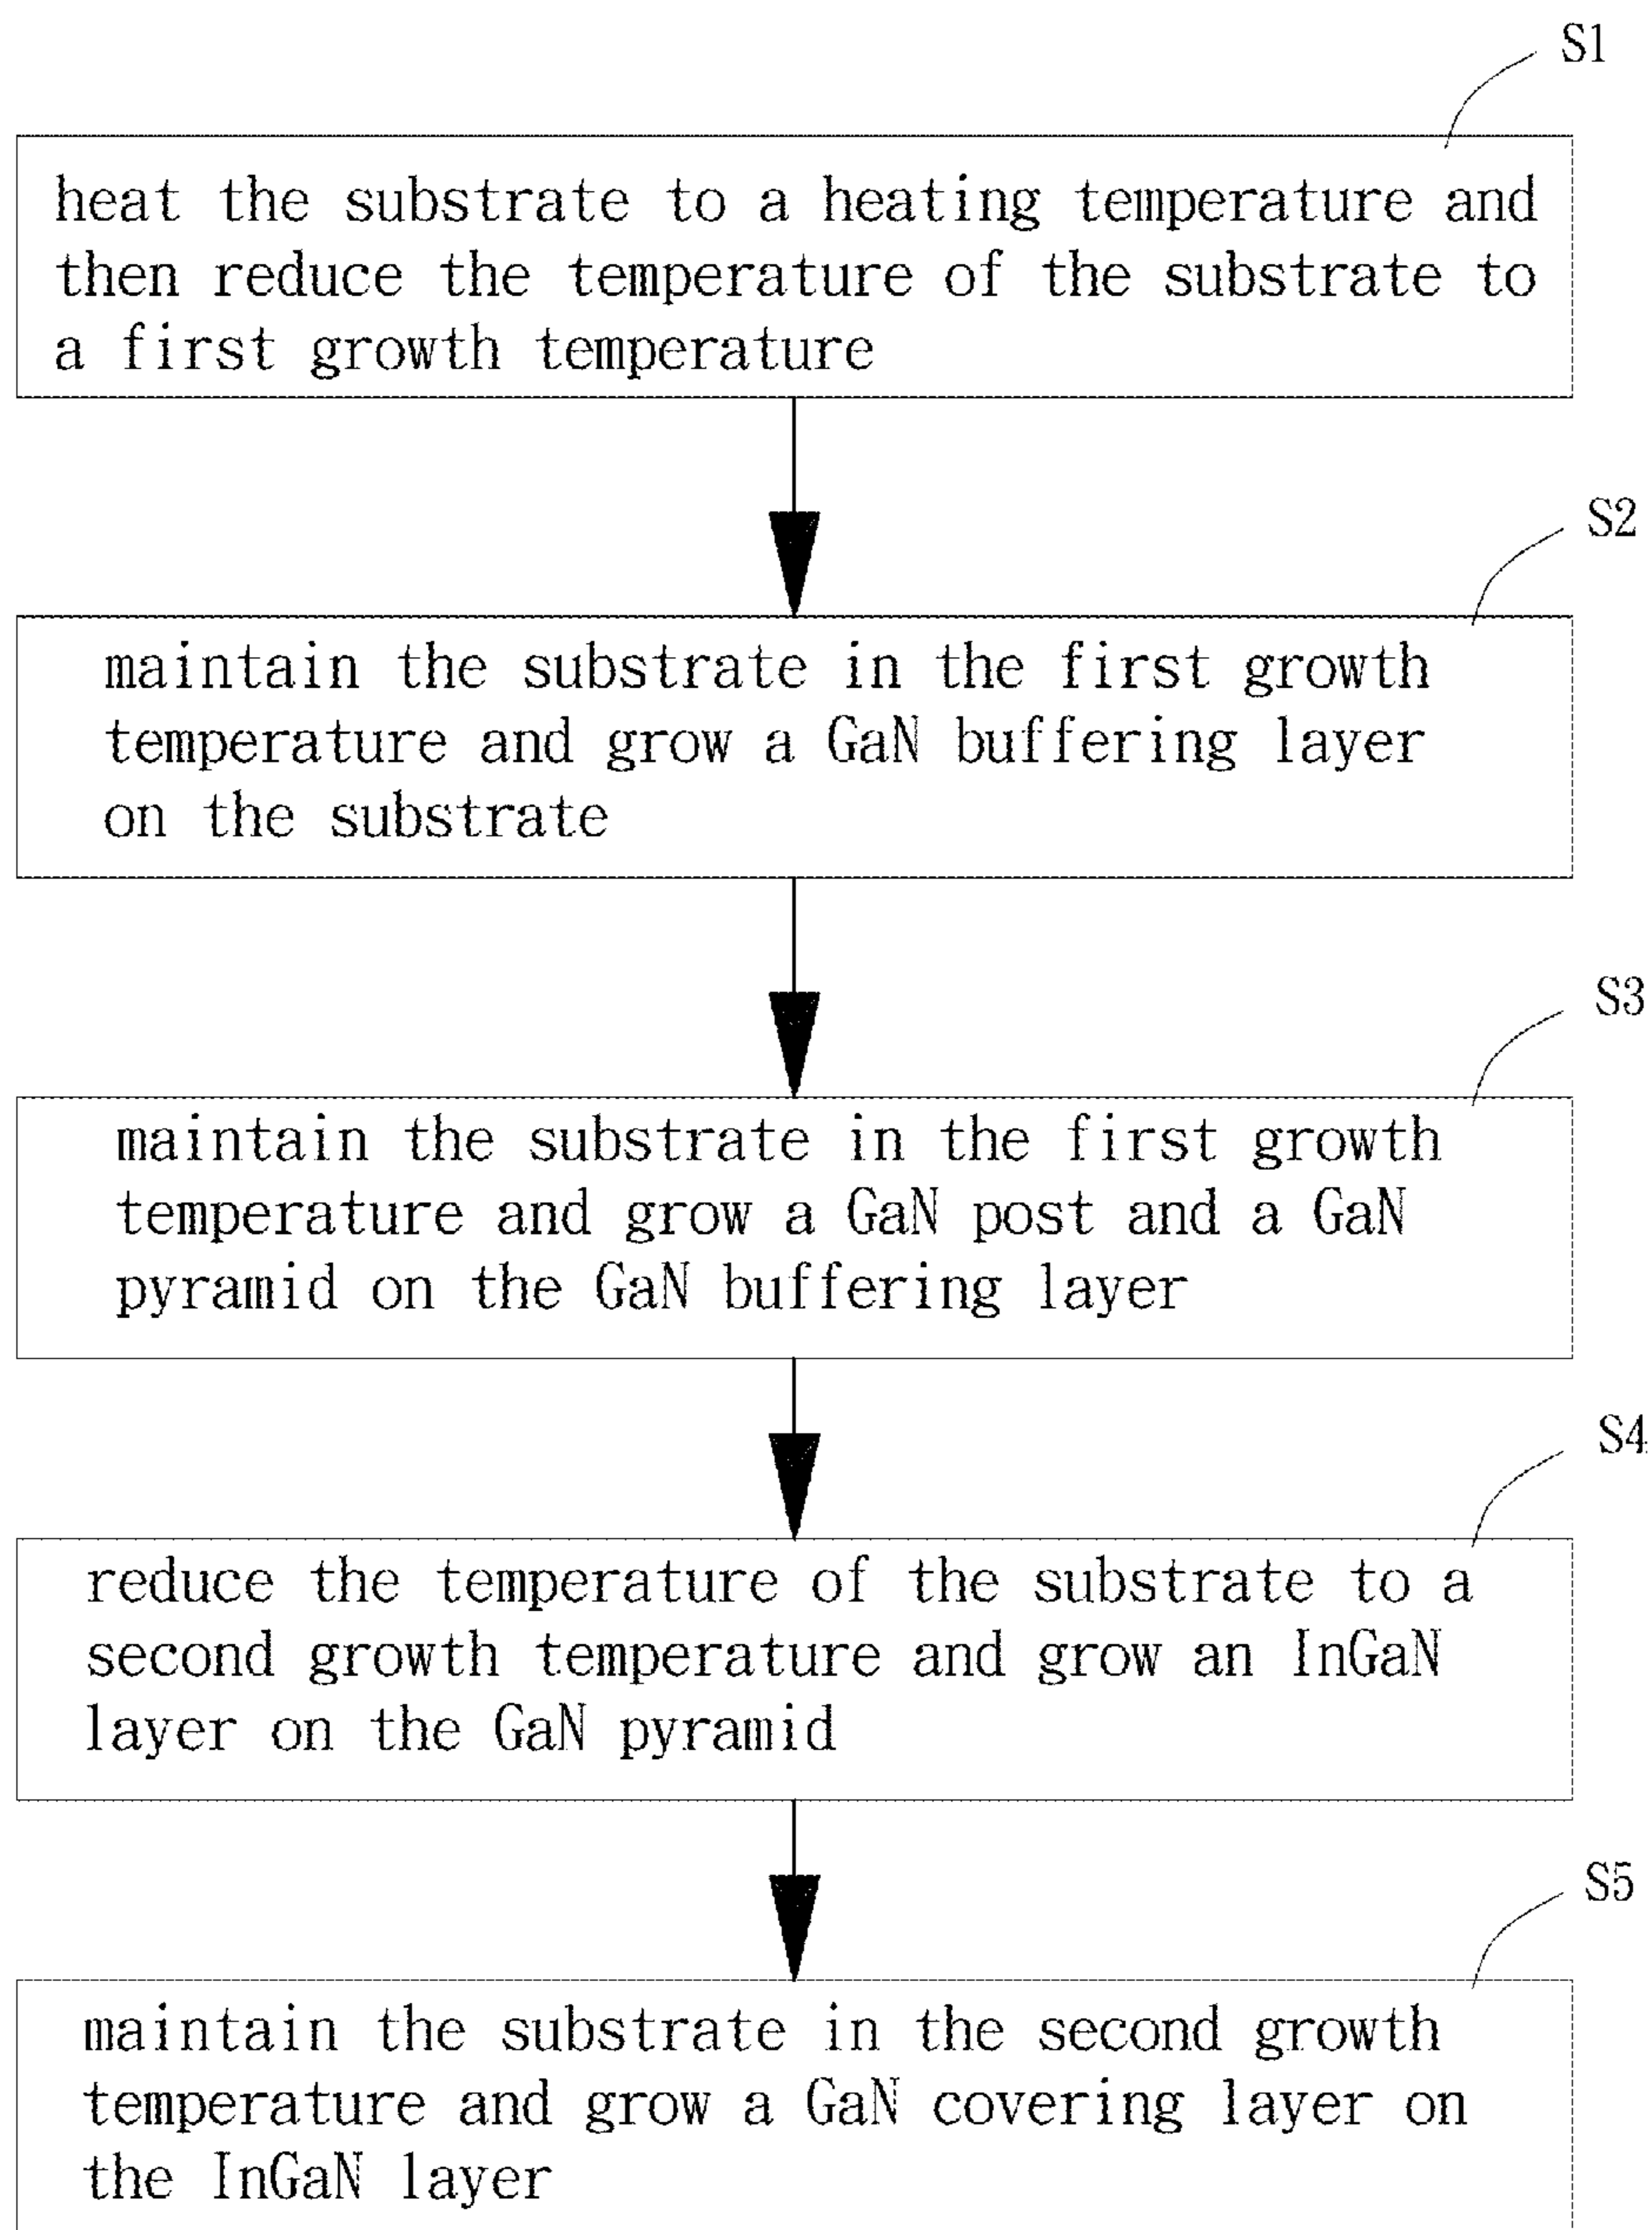 S1
heat the substrate to a heating temperature and
then reduce the temperature of the substrate to
a first growth temperature
S2
maintain the substrate in the first growth
temperature and grow a GaN buffering layer
on the substrate
S3
maintain the substrate in the first growth
temperature and grow a GaN post and a GaN
pyramid on the GaN buffering layer
S4
reduce the temperature of the substrate to a
second growth temperature and grow an InGaN
layer on the GaN pyramid
S5
maintain the substrate in the second growth
temperature and grow a GaN covering layer on
the InGaN layer